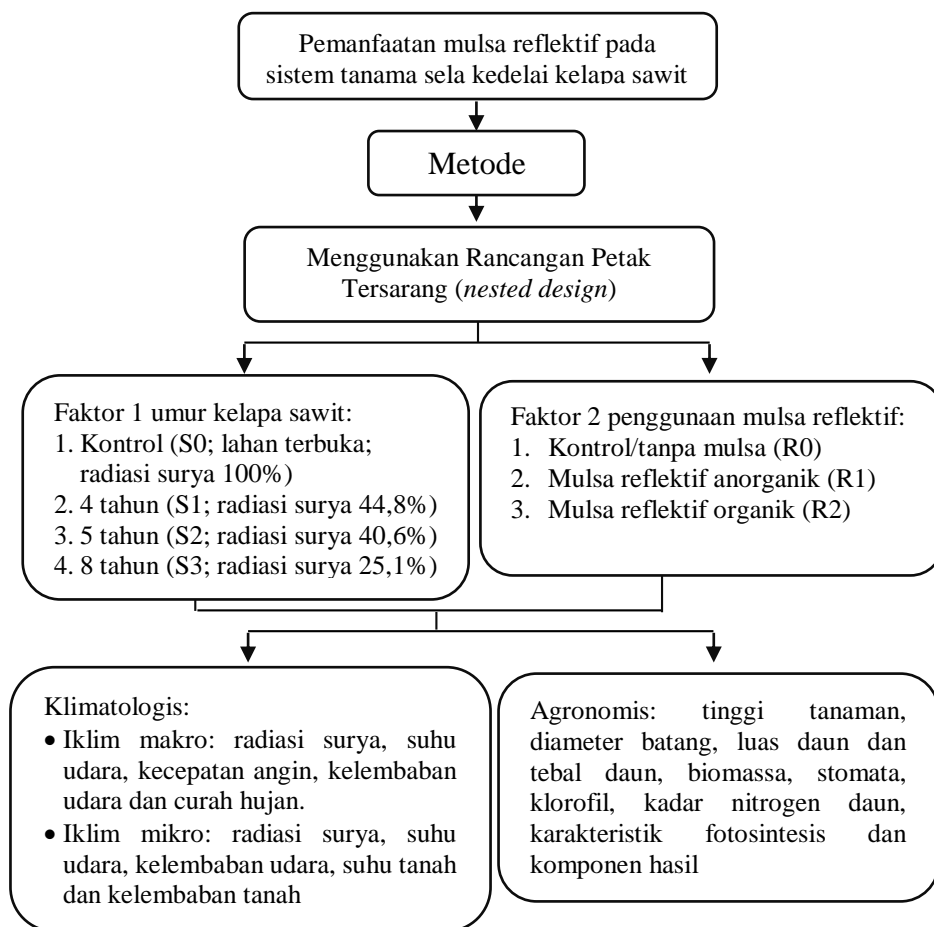 Pemanfaatan mulsa reflektif pada
sistem tanama sela kedelai kelapa sawit
Metode
Menggunakan Rancangan Petak
Tersarang (nested design)
Faktor 1 umur kelapa sawit:
1. Kontrol (S0; lahan terbuka;
radiasi surya 100%)
2. 4 tahun (S1; radiasi surya 44,8%)
3. 5 tahun (S2; radiasi surya 40,6%)
4. 8 tahun (S3; radiasi surya 25,1%)
Faktor 2 penggunaan mulsa reflektif:
1. Kontrol/tanpa mulsa (R0)
2. Mulsa reflektif anorganik (R1)
3. Mulsa reflektif organik (R2)
Klimatologis:
• Iklim makro: radiasi surya, suhu
udara, kecepatan angin, kelembaban
udara dan curah hujan.
• Iklim mikro: radiasi surya, suhu
udara, kelembaban udara, suhu tanah
dan kelembaban tanah
Agronomis: tinggi tanaman,
diameter batang, luas daun dan
tebal daun, biomassa, stomata,
klorofil, kadar nitrogen daun,
karakteristik fotosintesis dan
komponen hasil